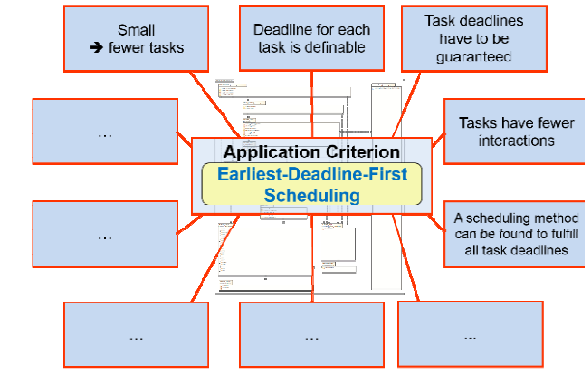 Small
➔ fewer tasks
Deadline for each
task is definable
Task deadlines
have to be
guaranteed
...
Application Criterion
Earliest-Deadline-First
Scheduling
Tasks have fewer
interactions
...
A scheduling method
can be found to fulfill
all task deadlines
...
...
...